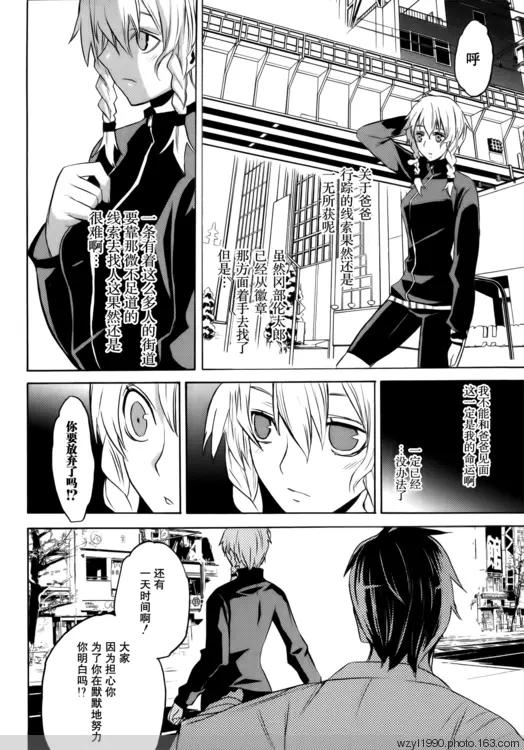 呼
关于爸爸
行踪的线索果然还是
一无所获呢
虽然冈部伦太郎
已经从徽章
那方面着手去找了
但是…
一条有着这么多人的街道
要靠那微不足道的
线索去找人这果然还是
很难啊…
我不能和爸爸见面
这一定是我的命运啊
一定已经
…没办法了
你要放弃了吗!?
还有
一天时间啊!
大家
因为担心你
为了你在默默地努力
你明白吗!?
館
wzyl1990.photo.163.com